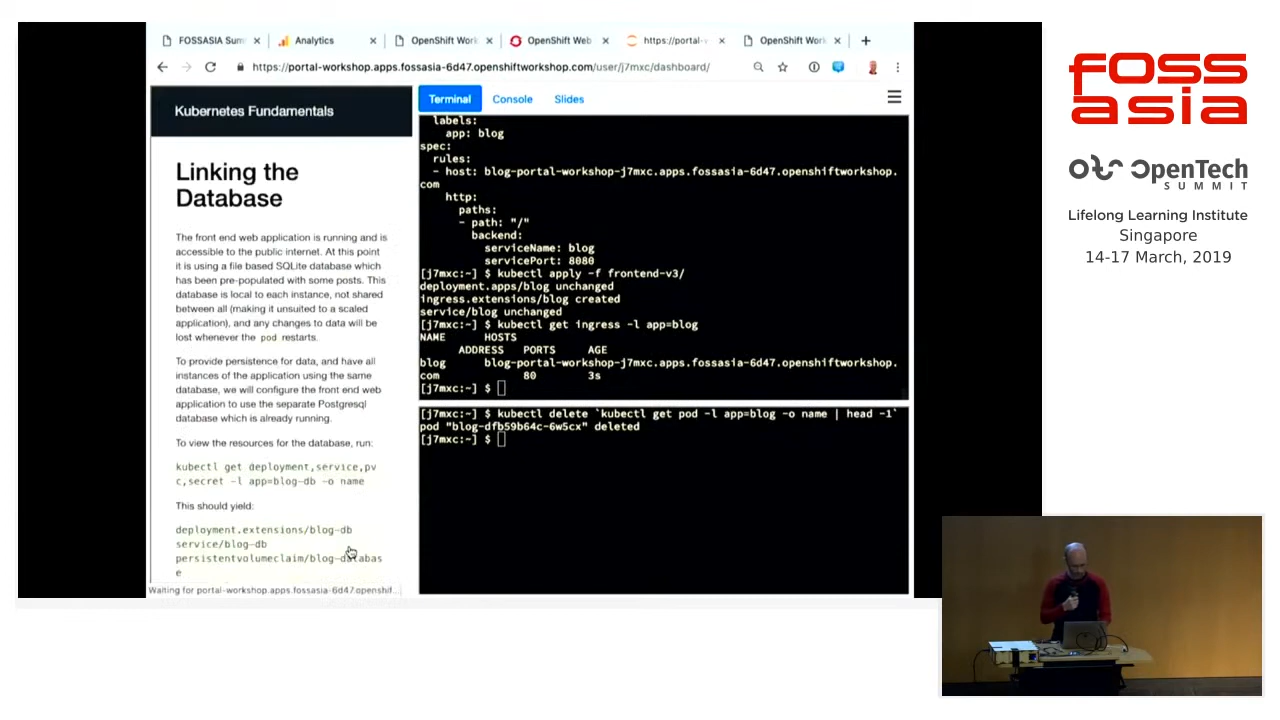 FOSSASIA Sum
Analytics
OpenShift Work
OpenShift Web
https://portal-
OpenShift Work
https://portal-workshop.apps.fossasia-6d47.openshiftworkshop.com/user/j7mxc/dashboard/
Kubernetes Fundamentals
Linking the
Database
The front end web application is running and is
accessible to the public internet. At this point
it is using a file based SQLite database which
has been pre-populated with some posts. This
database is local to each instance, not shared
between all (making it unsuited to a scaled
application), and any changes to data will be
lost whenever the pod restarts.
To provide persistence for data, and have all
instances of the application using the same
database, we will configure the front end web
application to use the separate Postgresql
database which is already running.
To view the resources for the database, run:
kubectl get deployment,service,pv
c,secret -l app=blog-db -o name
This should yield:
deployment.extensions/blog-db
service/blog-db
persistentvolumeclaim/blog-databas
e
Waiting for portal-workshop.apps.fossasia-6d47.openshif...
Terminal
Console
Slides
labels:
app: blog
spec:
rules:
- host: blog-portal-workshop-j7mxc.apps.fossasia-6d47.openshiftworkshop.
com
http:
paths:
- path: "/"
backend:
serviceName: blog
servicePort: 8080
[j7mxc:~] $ kubectl apply -f frontend-v3/
deployment.apps/blog unchanged
ingress.extensions/blog created
service/blog unchanged
[j7mxc:~] $ kubectl get ingress -l app=blog
NAME HOSTS
ADDRESS PORTS AGE
blog blog-portal-workshop-j7mxc.apps.fossasia-6d47.openshiftworkshop.
com 80 3s
[j7mxc:~] $
[j7mxc:~] $ kubectl delete `kubectl get pod -l app=blog -o name | head -1`
pod "blog-dfb59b64c-6w5cx" deleted
[j7mxc:~] $
FOSS
ASIA
OpenTech
SUMMIT
Lifelong Learning Institute
Singapore
14-17 March, 2019